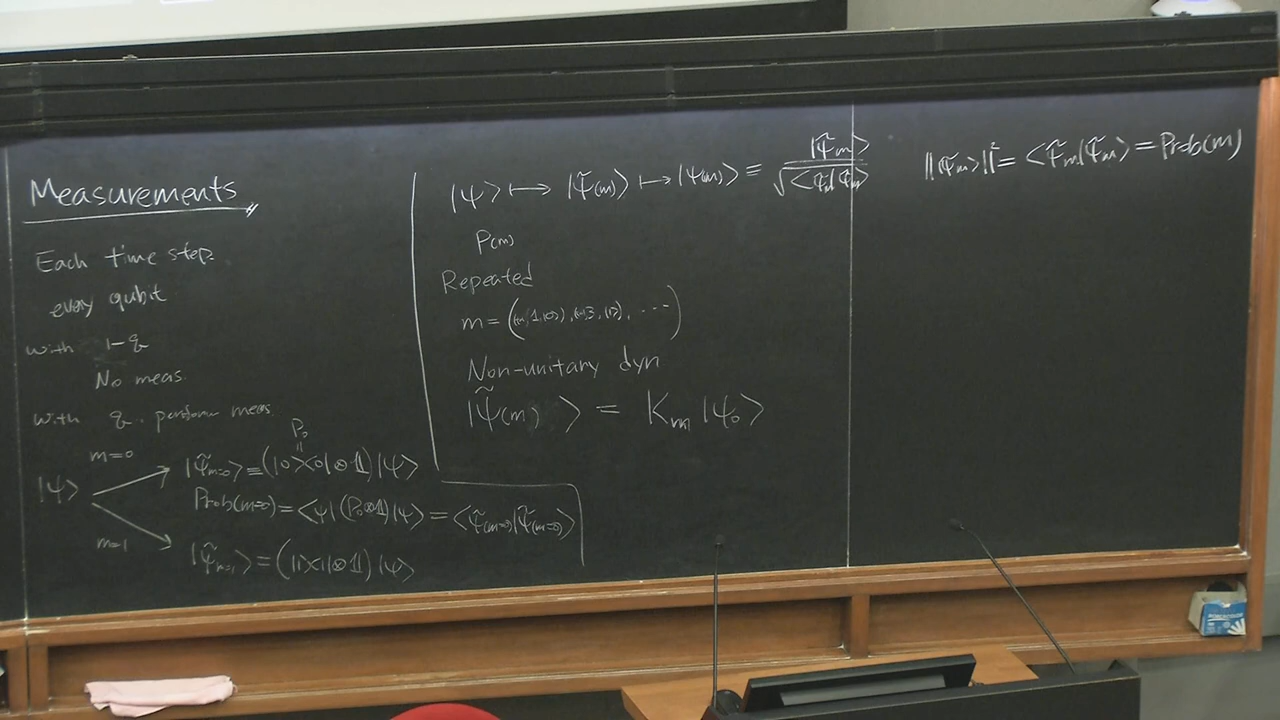 Measurements
Each time step.
every qubit
with 1-q
No meas.
with q.. perform meas.
P₀
||
m=0
|ψ⟩
|ψ̃m=0⟩=(|0⟩⟨0|⊗𝟙)|ψ⟩
Prob(m=0)=⟨ψ|(P₀⊗𝟙)|ψ⟩=⟨ψ̃(m=0)|ψ̃(m=0)⟩
m=1
|ψ̃m=1⟩=(|1⟩⟨1|⊗𝟙)|ψ⟩
|ψ⟩ ↦ |ψ̃(m)⟩ ↦ |ψ(m)⟩ ≡ |ψ̃m⟩ / √⟨ψ̃m|ψ̃m⟩
P(m)
Repeated
m = ( , , ⋯)
Non-unitary dyn
|ψ̃(m) ⟩ = Km |ψ₀⟩
|| |ψ̃m⟩ ||² = ⟨ψ̃m|ψ̃m⟩ = Prob(m)